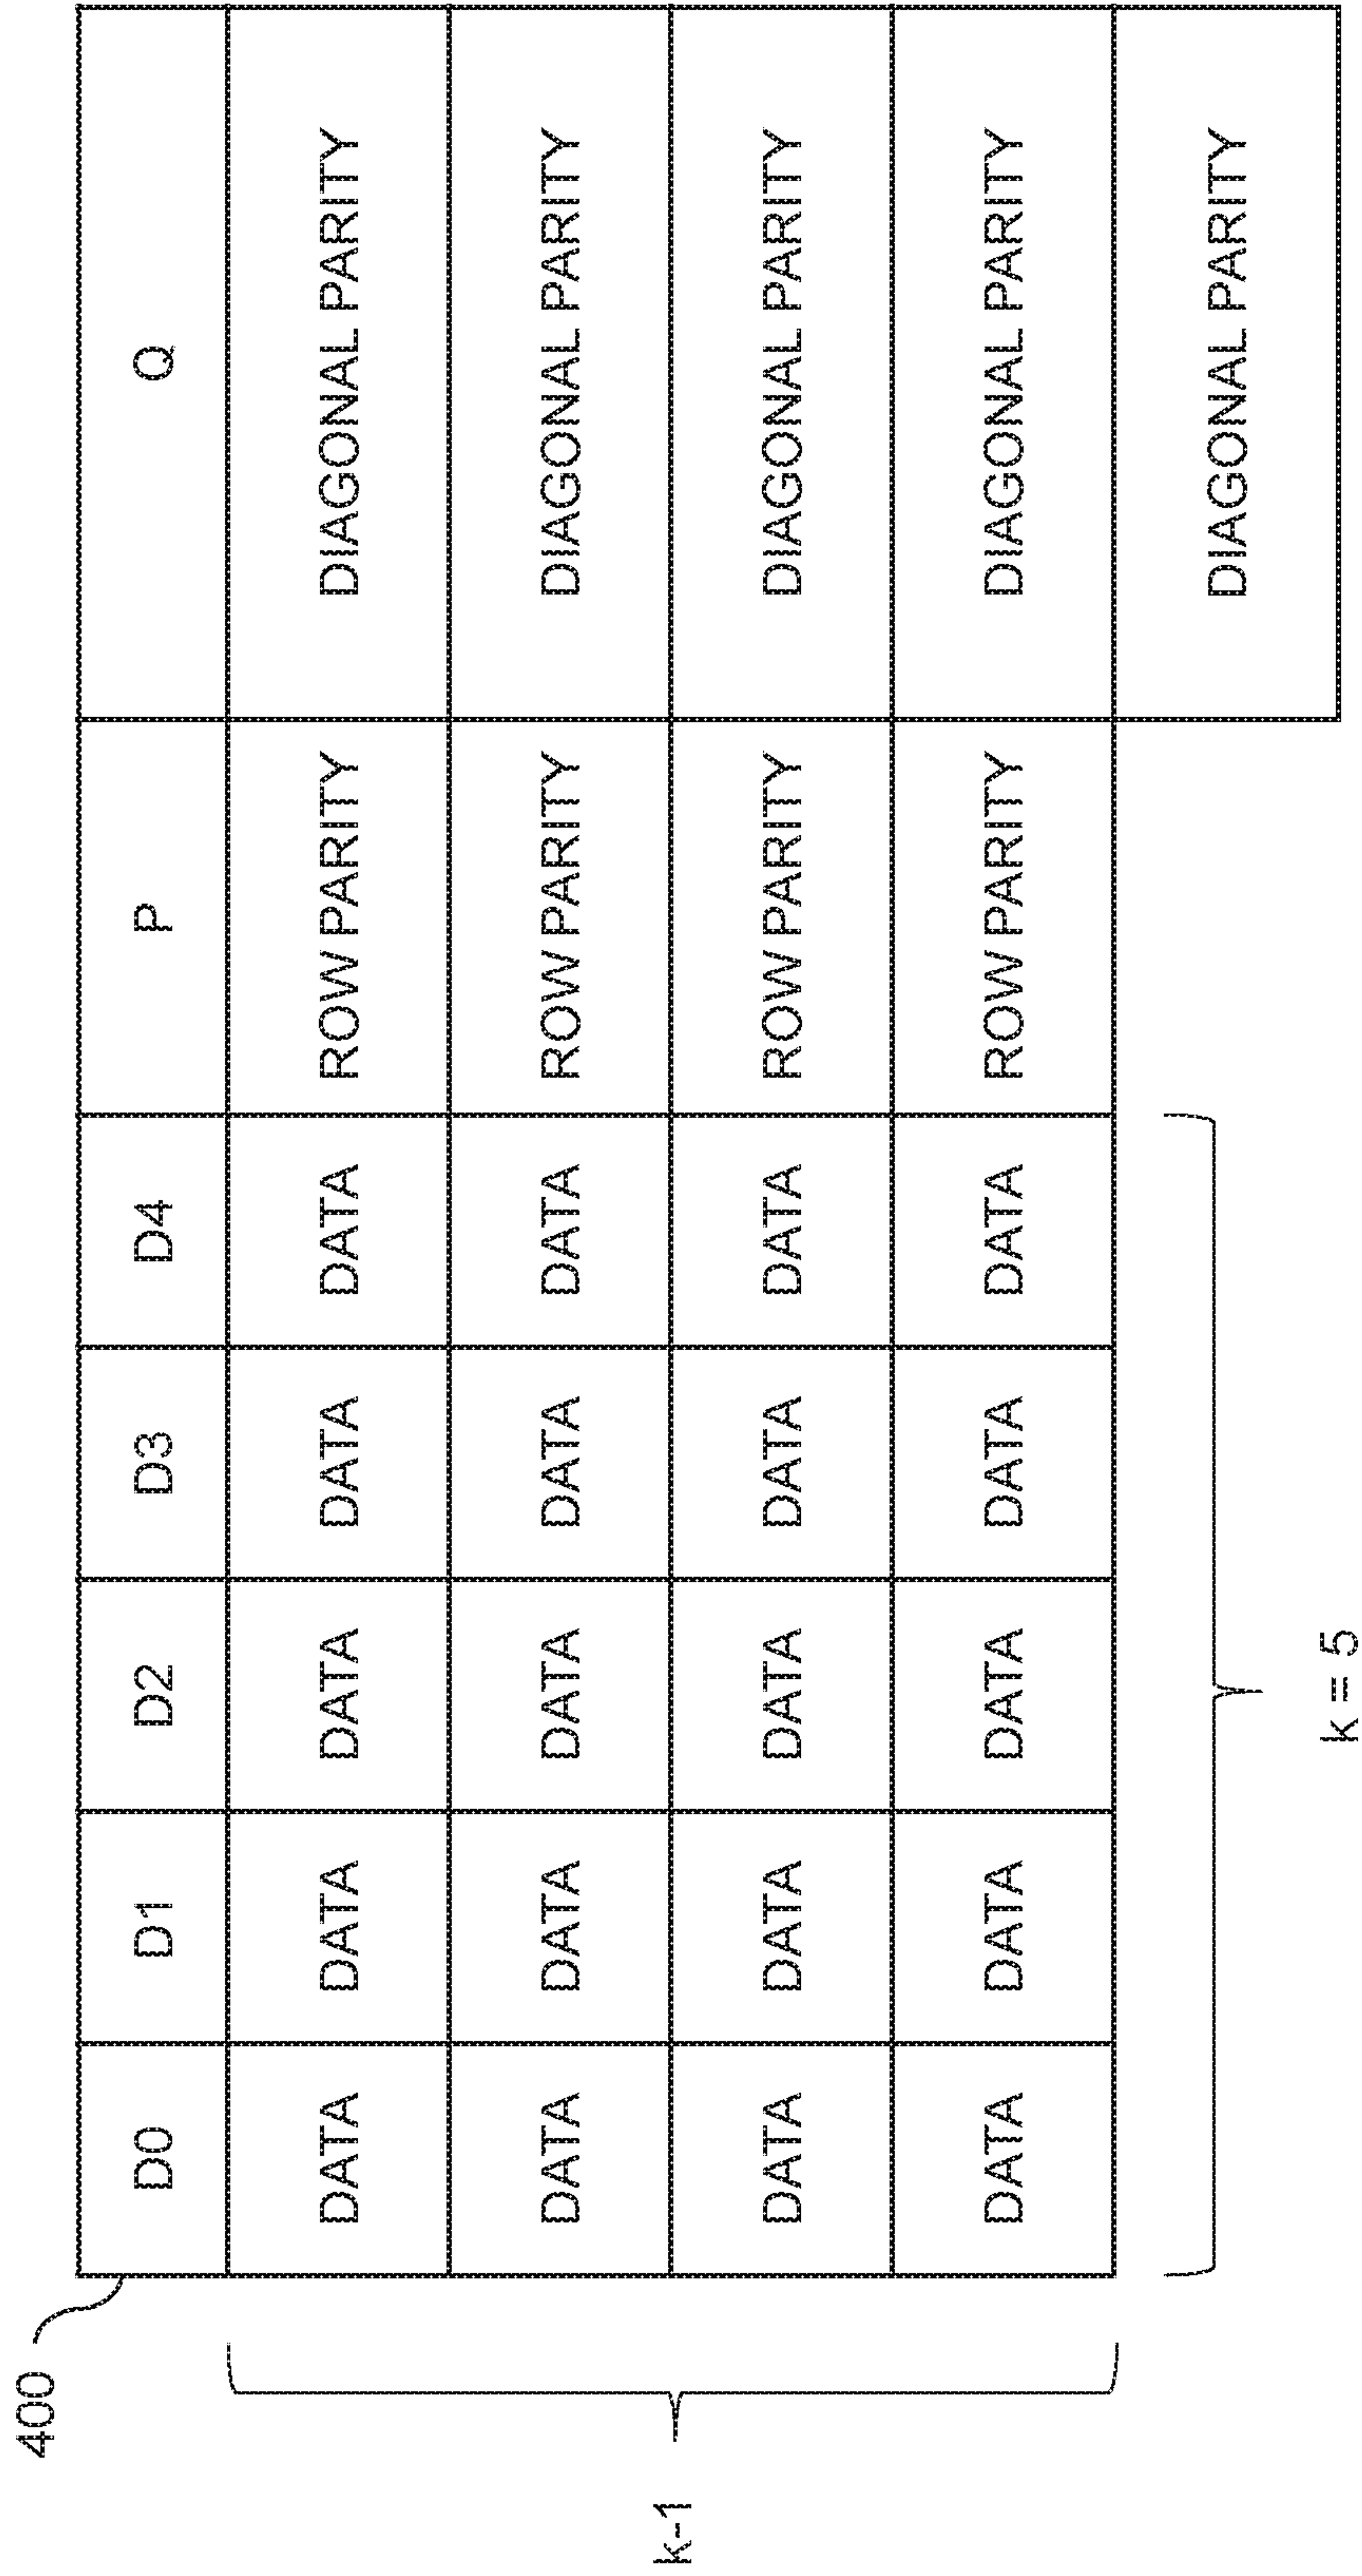 400
D0 D1 D2 D3 D4 P Q
DATA DATA DATA DATA DATA ROW PARITY DIAGONAL PARITY
DATA DATA DATA DATA DATA ROW PARITY DIAGONAL PARITY
DATA DATA DATA DATA DATA ROW PARITY DIAGONAL PARITY
DATA DATA DATA DATA DATA ROW PARITY DIAGONAL PARITY
DIAGONAL PARITY
k-1
k = 5